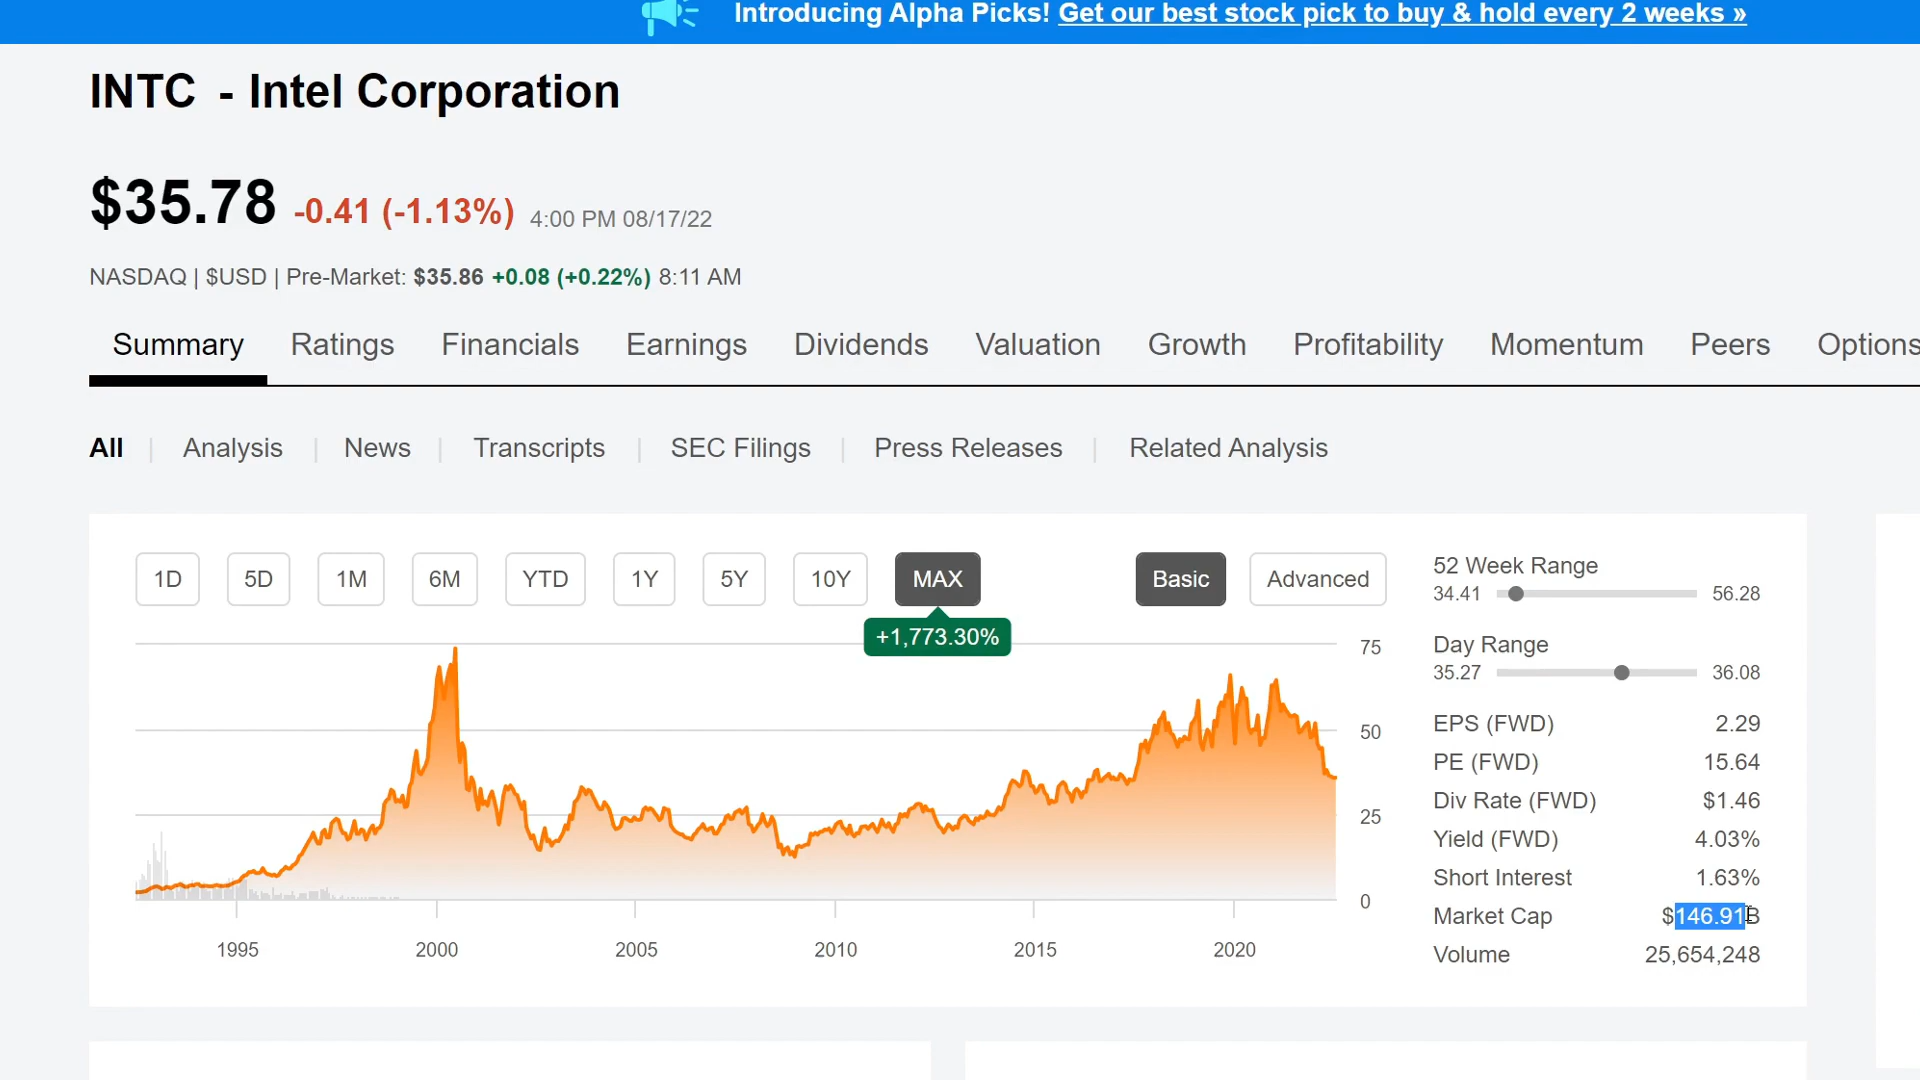 Introducing Alpha Picks! Get our best stock pick to buy & hold every 2 weeks »
INTC - Intel Corporation
$35.78 -0.41 (-1.13%) 4:00 PM 08/17/22
NASDAQ | $USD | Pre-Market: $35.86 +0.08 (+0.22%) 8:11 AM
Summary Ratings Financials Earnings Dividends Valuation Growth Profitability Momentum Peers Options
All | Analysis | News | Transcripts | SEC Filings | Press Releases | Related Analysis
1D 5D 1M 6M YTD 1Y 5Y 10Y MAX Basic Advanced
+1,773.30%
75
50
25
0
1995 2000 2005 2010 2015 2020
52 Week Range
34.41 56.28
Day Range
35.27 36.08
EPS (FWD) 2.29
PE (FWD) 15.64
Div Rate (FWD) $1.46
Yield (FWD) 4.03%
Short Interest 1.63%
Market Cap $146.91B
Volume 25,654,248